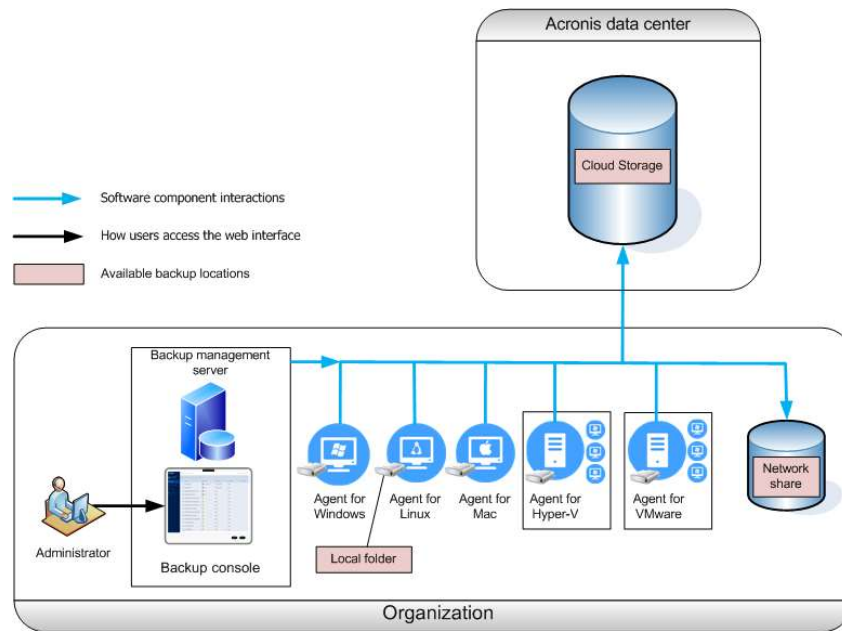 Acronis data center
Cloud Storage
Software component interactions
How users access the web interface
Available backup locations
Backup management
server
Agent for
Windows
Agent for
Linux
Agent for
Mac
Agent for
Hyper-V
Agent for
VMware
Network
share
Local folder
Administrator
Backup console
Organization